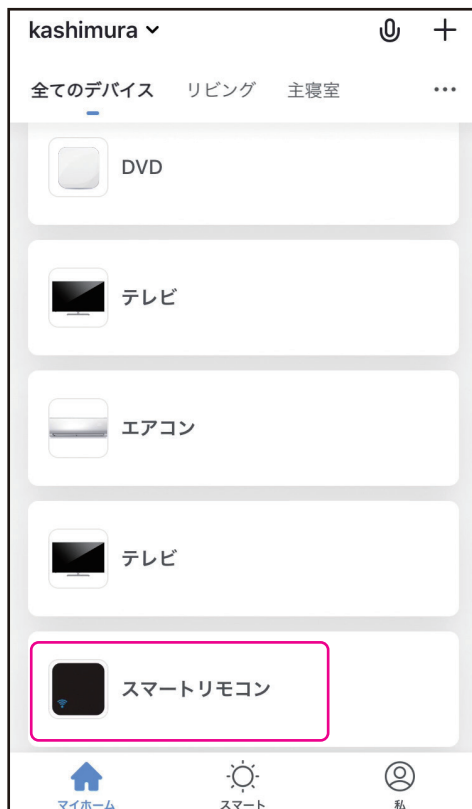 kashimura
全てのデバイス リビング 主寝室
DVD
テレビ
エアコン
テレビ
スマートリモコン
マイホーム スマート 私